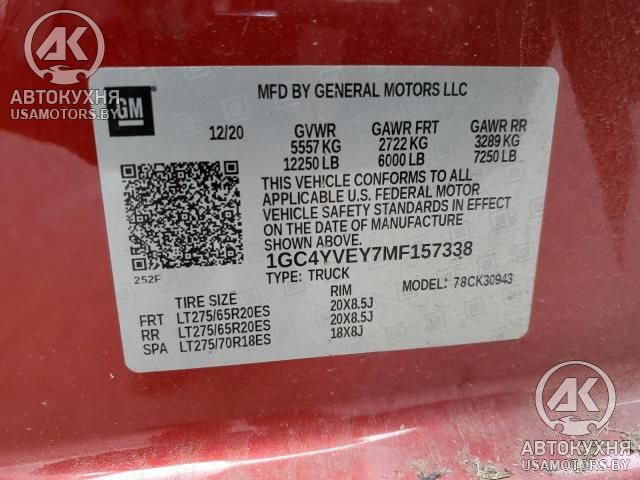 АК
АВТОКУХНЯ
USAMOTORS.BY
GM
MFD BY GENERAL MOTORS LLC
12/20 GVWR GAWR FRT GAWR RR
5557 KG 2722 KG 3289 KG
12250 LB 6000 LB 7250 LB
THIS VEHICLE CONFORMS TO ALL
APPLICABLE U.S. FEDERAL MOTOR
VEHICLE SAFETY STANDARDS IN EFFECT
ON THE DATE OF MANUFACTURE
SHOWN ABOVE.
1GC4YVEY7MF157338
TYPE: TRUCK
MODEL: 78CK30943
252F
TIRE SIZE RIM
FRT LT275/65R20ES 20X8.5J
RR LT275/65R20ES 20X8.5J
SPA LT275/70R18ES 18X8J
АК
АВТОКУХНЯ
USAMOTORS.BY